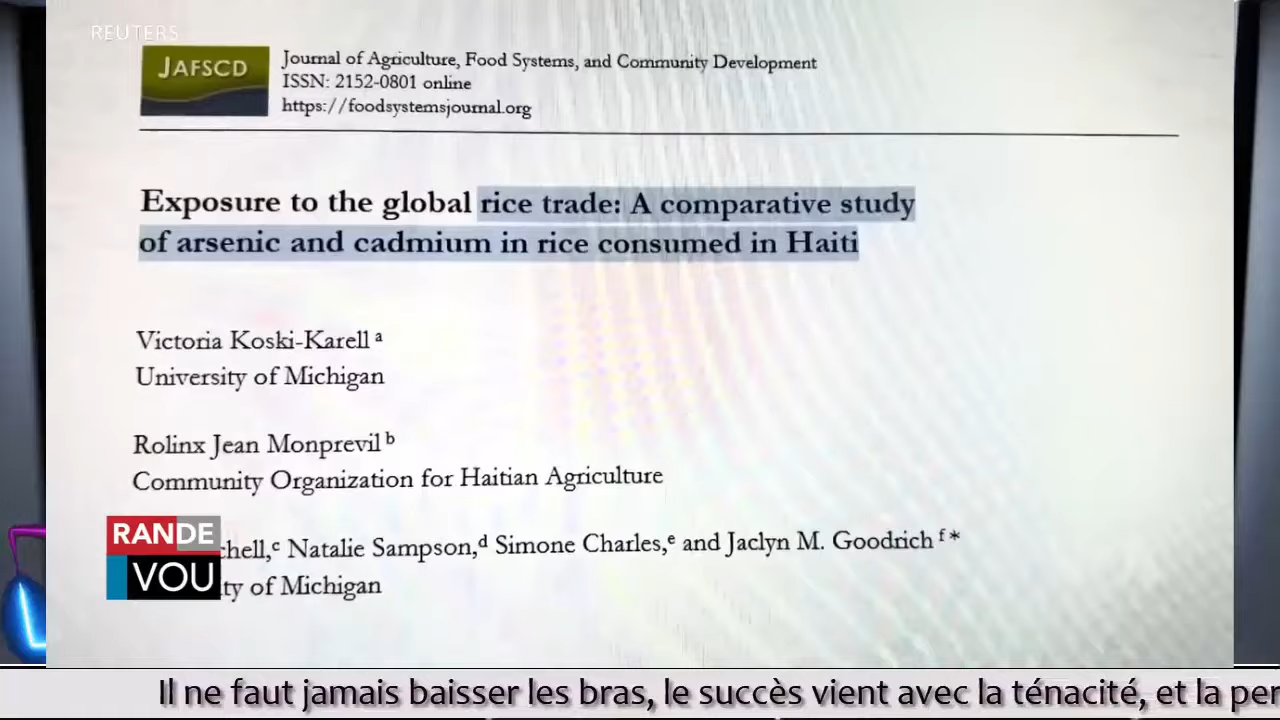 REUTERS
JAFSCD
Journal of Agriculture, Food Systems, and Community Development
ISSN: 2152-0801 online
https://foodsystemsjournal.org
Exposure to the global rice trade: A comparative study
of arsenic and cadmium in rice consumed in Haiti
Victoria Koski-Karell a
University of Michigan
Rolinx Jean Monprevil b
Community Organization for Haitian Agriculture
chell,c Natalie Sampson,d Simone Charles,e and Jaclyn M. Goodrich f *
ty of Michigan
RANDE
VOU
Il ne faut jamais baisser les bras, le succès vient avec la ténacité, et la per